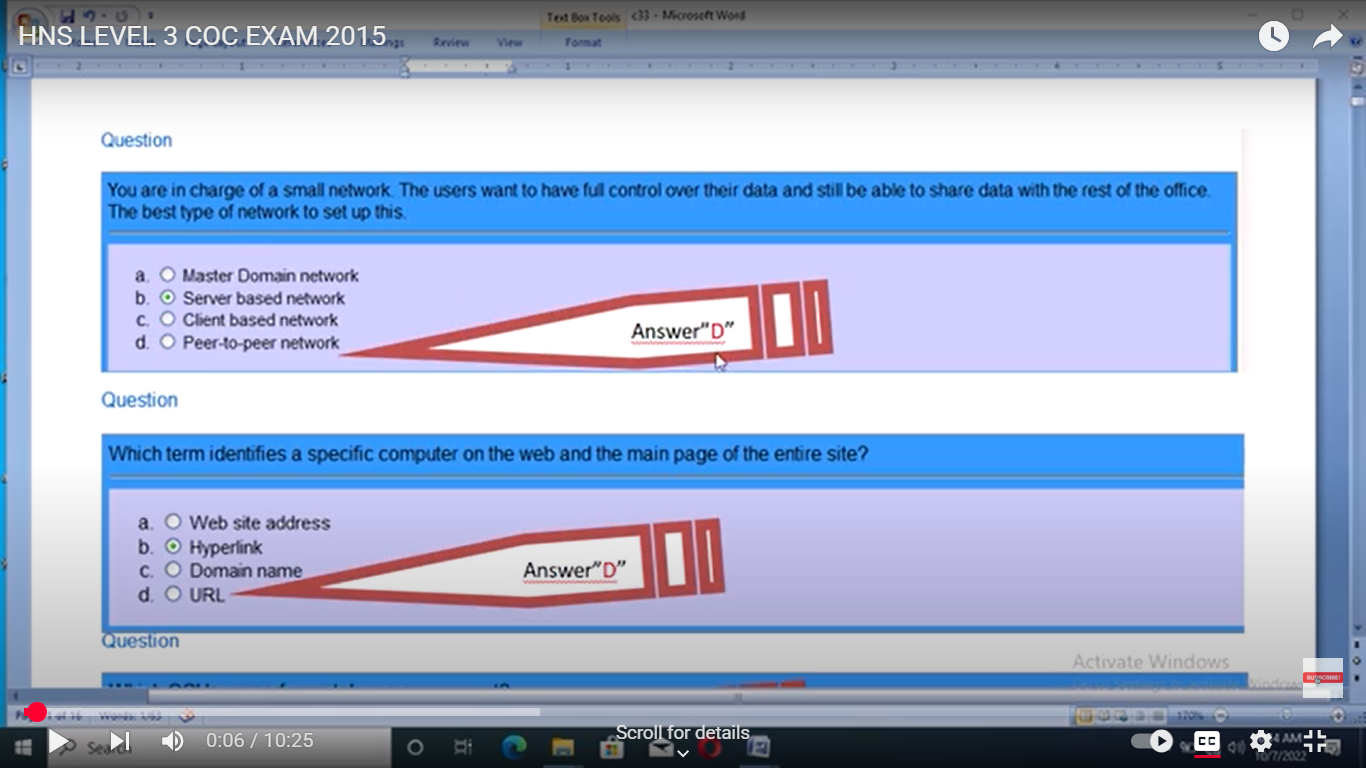 Text Box Tools
c33 - Microsoft Word
HNS LEVEL 3 COC EXAM 2015
Review
View
Format
Question
You are in charge of a small network. The users want to have full control over their data and still be able to share data with the rest of the office.
The best type of network to set up this.
a. Master Domain network
b. Server based network
c. Client based network
d. Peer-to-peer network
Answer"D"
Question
Which term identifies a specific computer on the web and the main page of the entire site?
a. Web site address
b. Hyperlink
c. Domain name
d. URL
Answer"D"
Question
Activate Windows
SUBSCRIBE!
of 16
Words: 1/63
170%
Scroll for details
0:06 / 10:25
CC
AM
10/7/2022